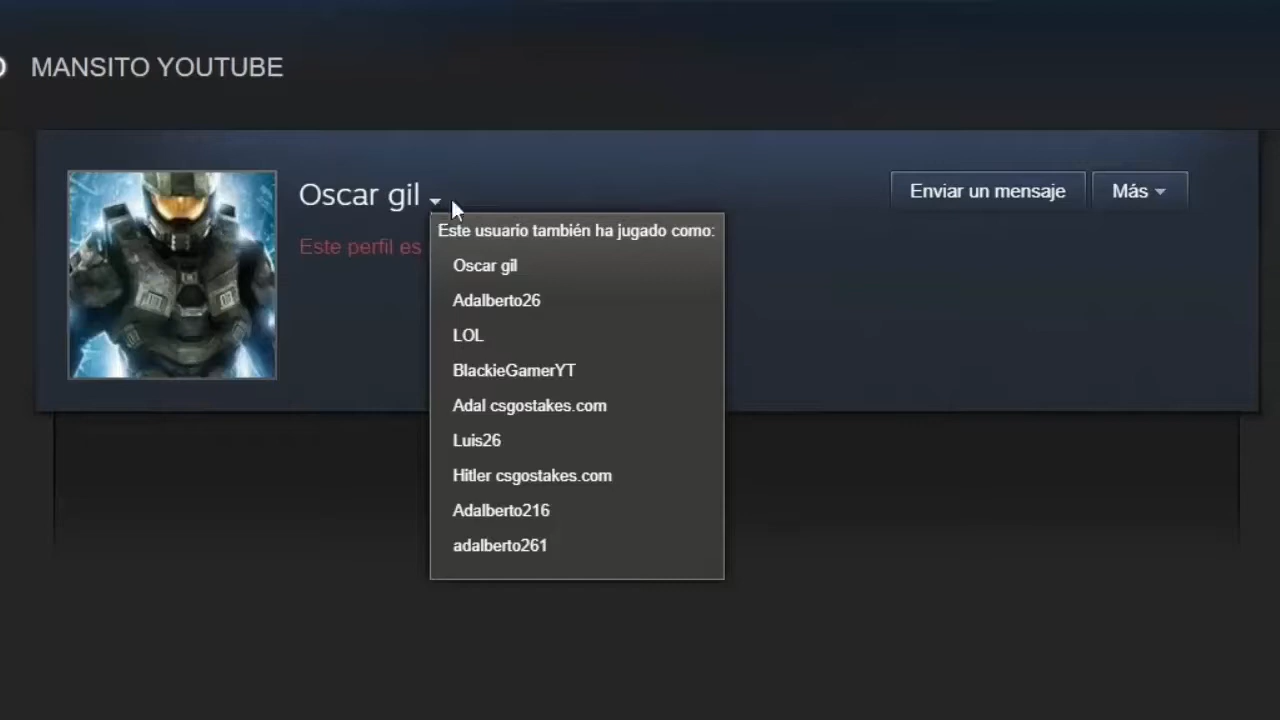 MANSITO YOUTUBE
Oscar gil
Enviar un mensaje
Más
Este perfil es
Este usuario también ha jugado como:
Oscar gil
Adalberto26
LOL
BlackieGamerYT
Adal csgostakes.com
Luis26
Hitler csgostakes.com
Adalberto216
adalberto261